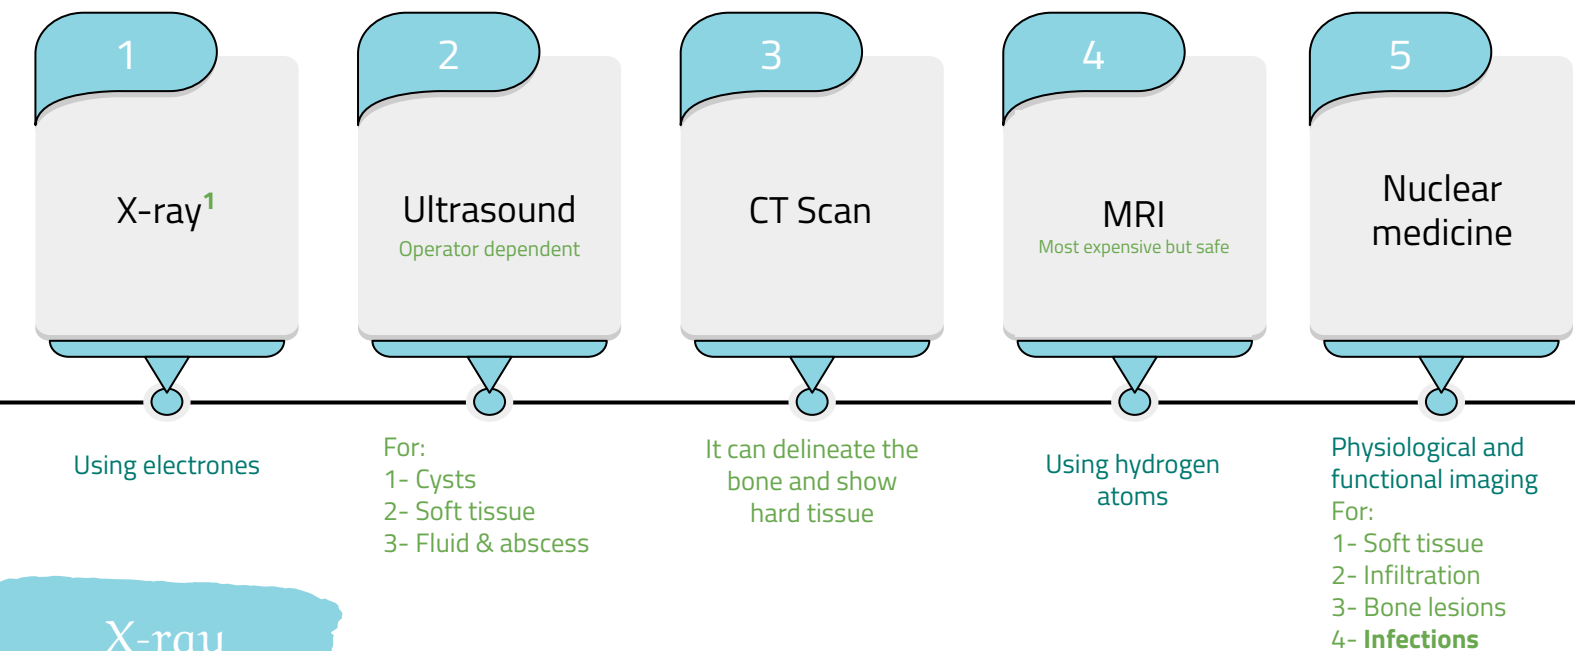 1
X-ray¹
Using electrones
2
Ultrasound
Operator dependent
For:
1- Cysts
2- Soft tissue
3- Fluid & abscess
3
CT Scan
It can delineate the
bone and show
hard tissue
4
MRI
Most expensive but safe
Using hydrogen
atoms
5
Nuclear
medicine
Physiological and
functional imaging
For:
1- Soft tissue
2- Infiltration
3- Bone lesions
4- Infections
X-ray